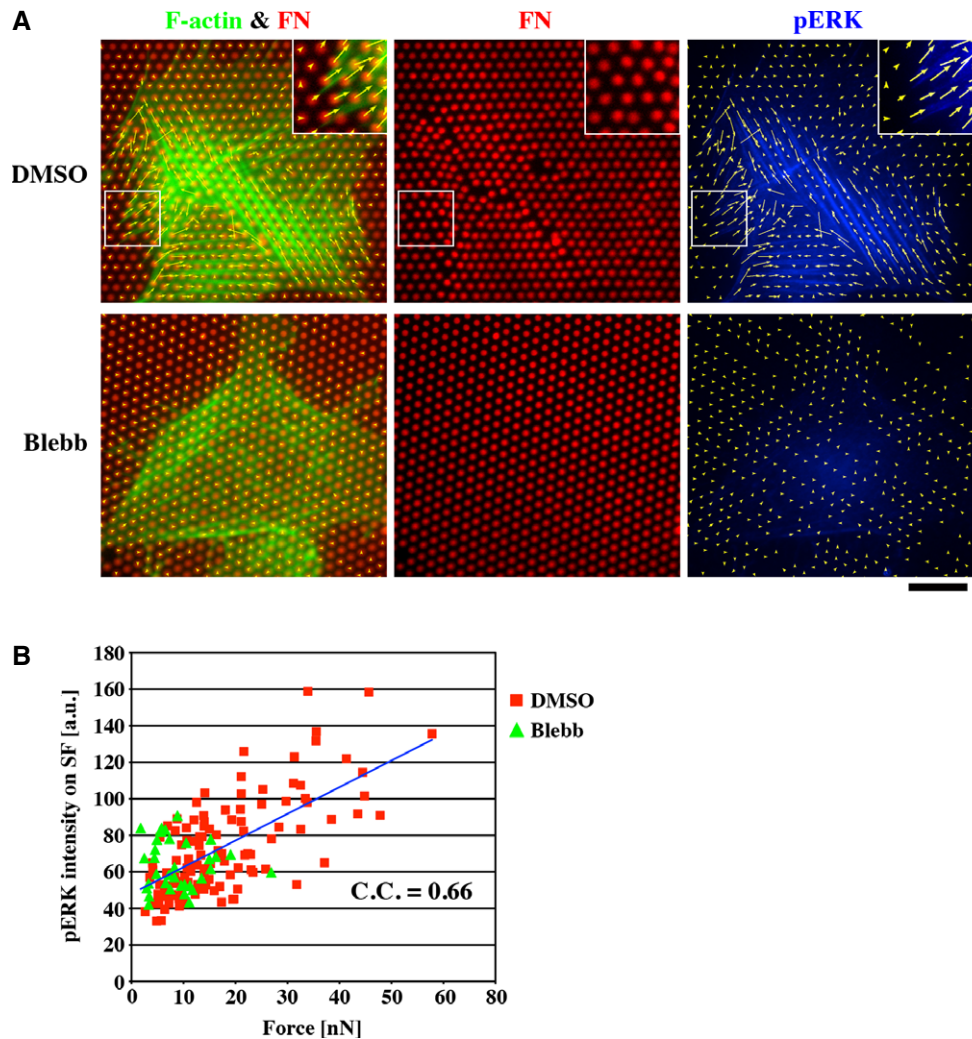 A
F-actin & FN
FN
pERK
DMSO
Blebb
B
pERK intensity on SF [a.u.]
180
160
140
120
100
80
60
40
20
0
0 10 20 30 40 50 60 80
Force [nN]
C.C. = 0.66
DMSO
Blebb